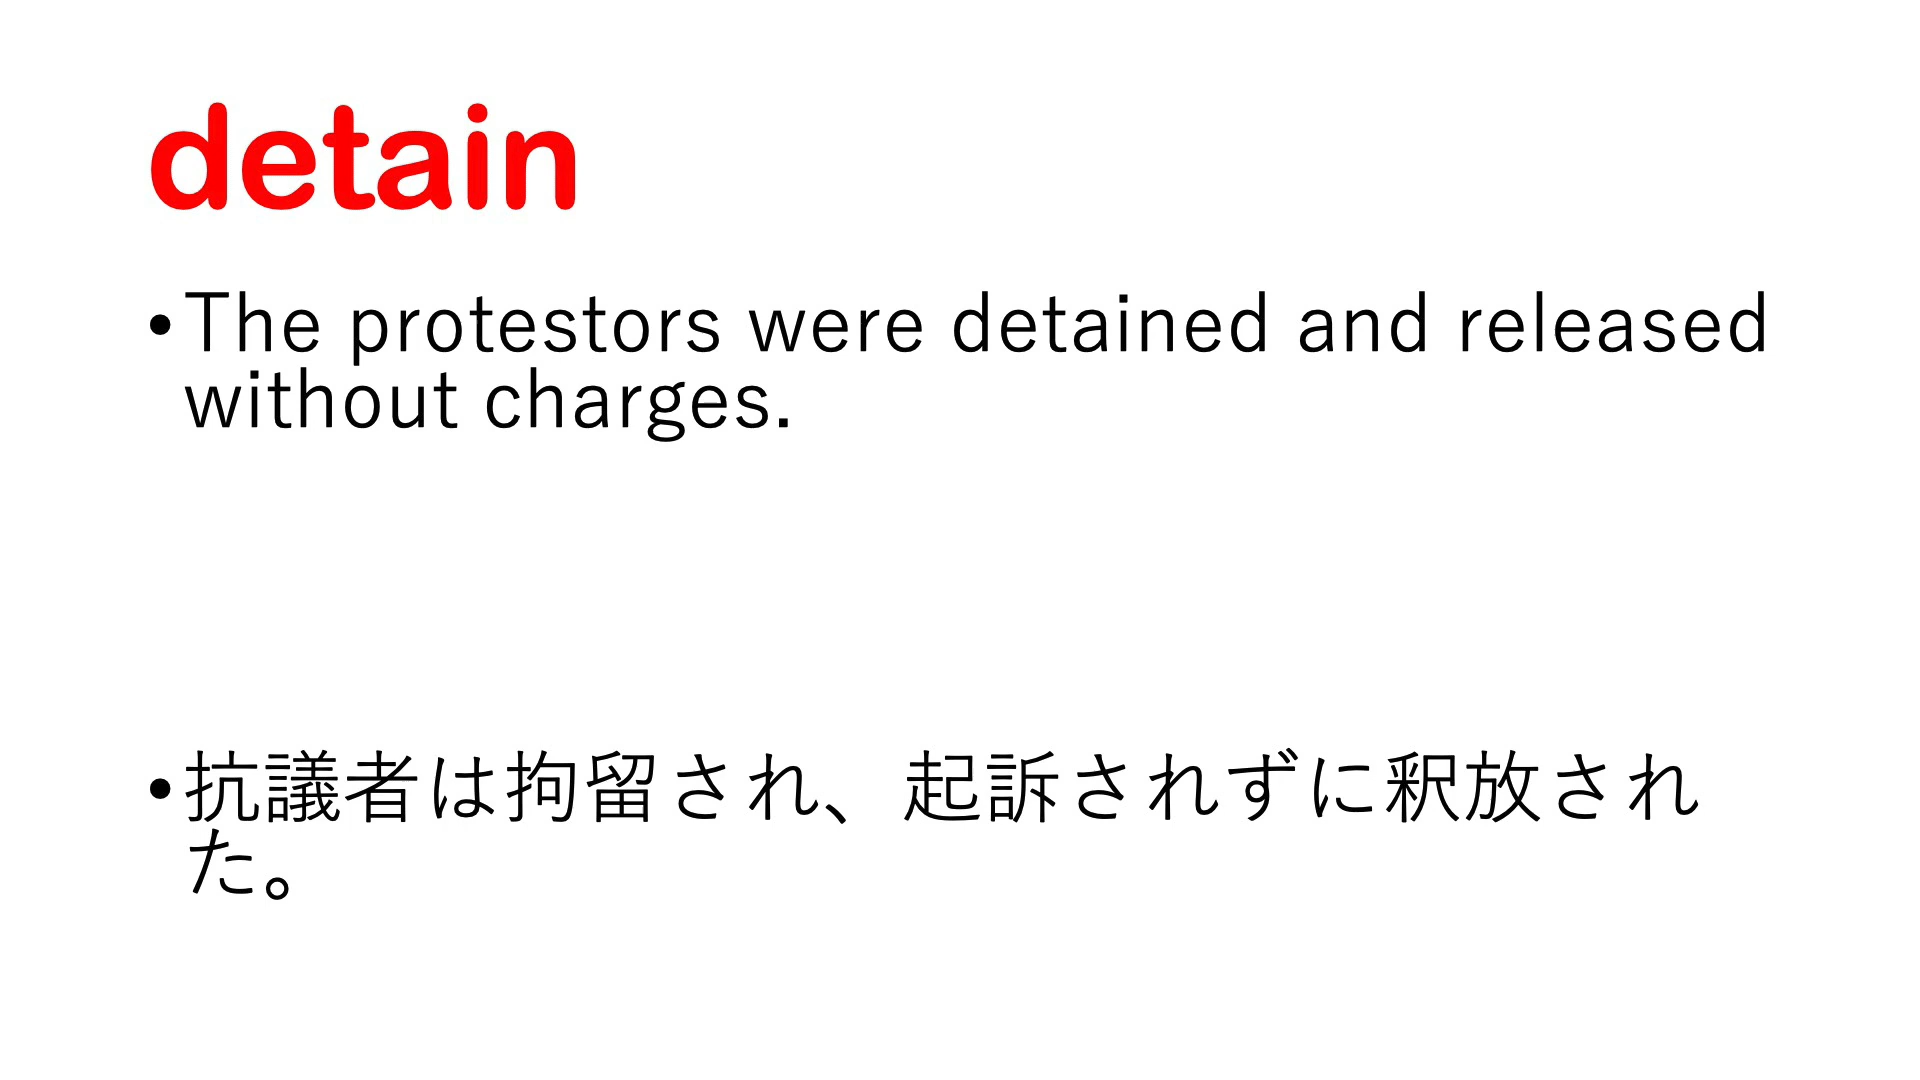 detain
•The protestors were detained and released
without charges.
•抗議者は拘留され、起訴されずに釈放され
た。